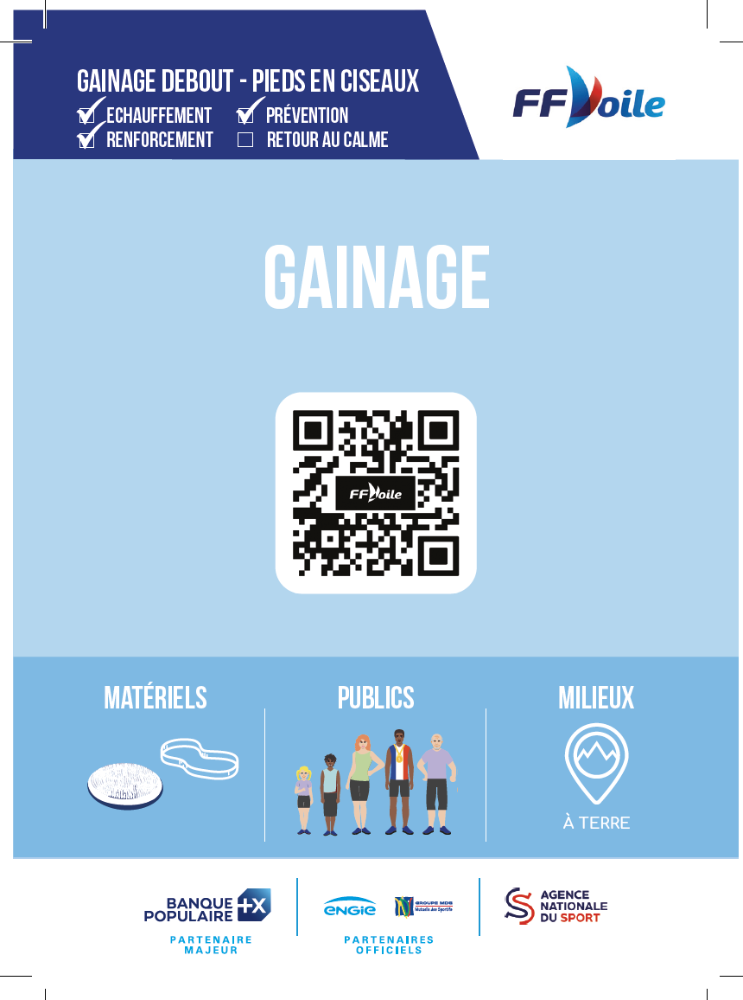 GAINAGE DEBOUT - PIEDS EN CISEAUX
ECHAUFFEMENT
PRÉVENTION
RENFORCEMENT
RETOUR AU CALME
FFVoile
GAINAGE
FFVoile
MATÉRIELS
PUBLICS
MILIEUX
À TERRE
BANQUE
POPULAIRE
+X
PARTENAIRE
MAJEUR
ENGIE
GROUPE MDS
Mutuelle des Sportifs
PARTENAIRES
OFFICIELS
AGENCE
NATIONALE
DU SPORT